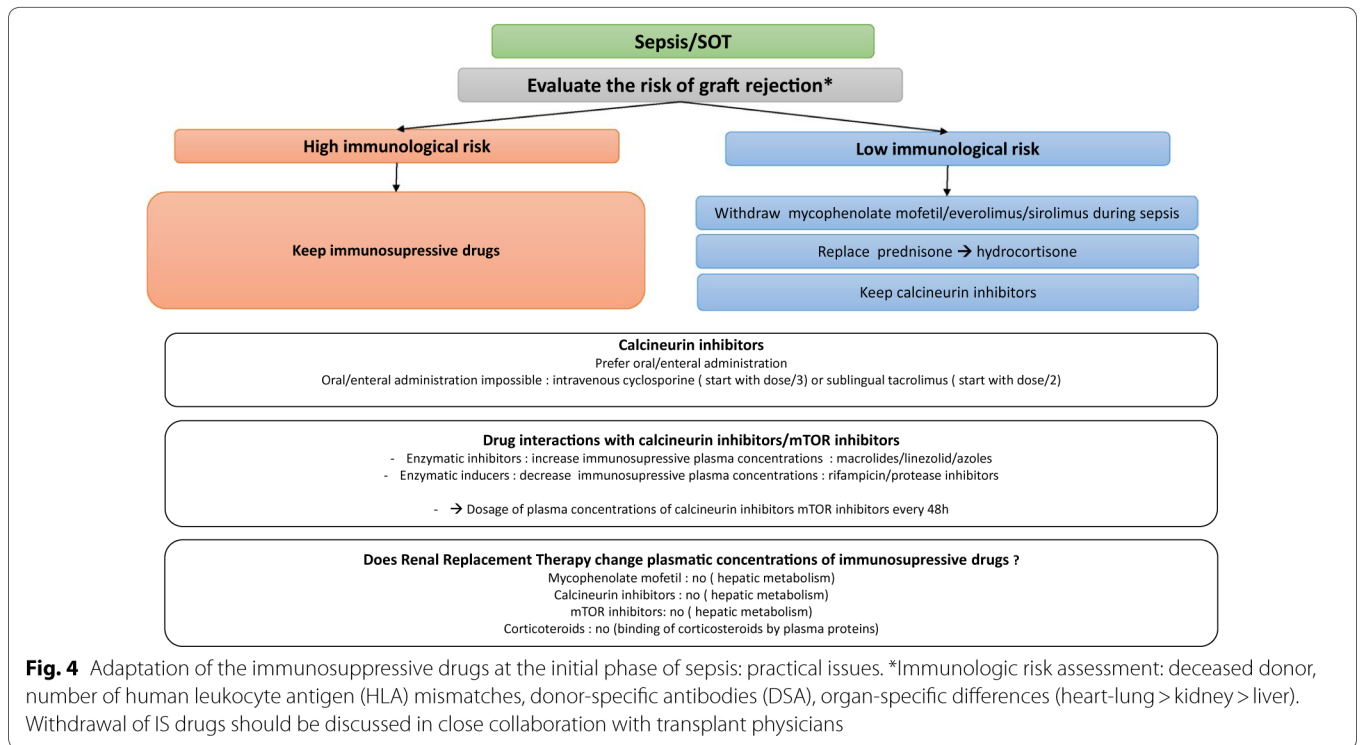 Sepsis/SOT
Evaluate the risk of graft rejection*
High immunological risk
Low immunological risk
Keep immunosupressive drugs
Withdraw mycophenolate mofetil/everolimus/sirolimus during sepsis
Replace prednisone → hydrocortisone
Keep calcineurin inhibitors
Calcineurin inhibitors
Prefer oral/enteral administration
Oral/enteral administration impossible : intravenous cyclosporine ( start with dose/3) or sublingual tacrolimus ( start with dose/2)
Drug interactions with calcineurin inhibitors/mTOR inhibitors
- Enzymatic inhibitors : increase immunosupressive plasma concentrations : macrolides/linezolid/azoles
- Enzymatic inducers : decrease immunosupressive plasma concentrations : rifampicin/protease inhibitors
- → Dosage of plasma concentrations of calcineurin inhibitors mTOR inhibitors every 48h
Does Renal Replacement Therapy change plasmatic concentrations of immunosupressive drugs ?
Mycophenolate mofetil : no ( hepatic metabolism)
Calcineurin inhibitors : no ( hepatic metabolism)
mTOR inhibitors: no ( hepatic metabolism)
Corticoteroids : no (binding of corticosteroids by plasma proteins)
Fig. 4 Adaptation of the immunosuppressive drugs at the initial phase of sepsis: practical issues. *Immunologic risk assessment: deceased donor,
number of human leukocyte antigen (HLA) mismatches, donor-specific antibodies (DSA), organ-specific differences (heart-lung > kidney > liver).
Withdrawal of IS drugs should be discussed in close collaboration with transplant physicians